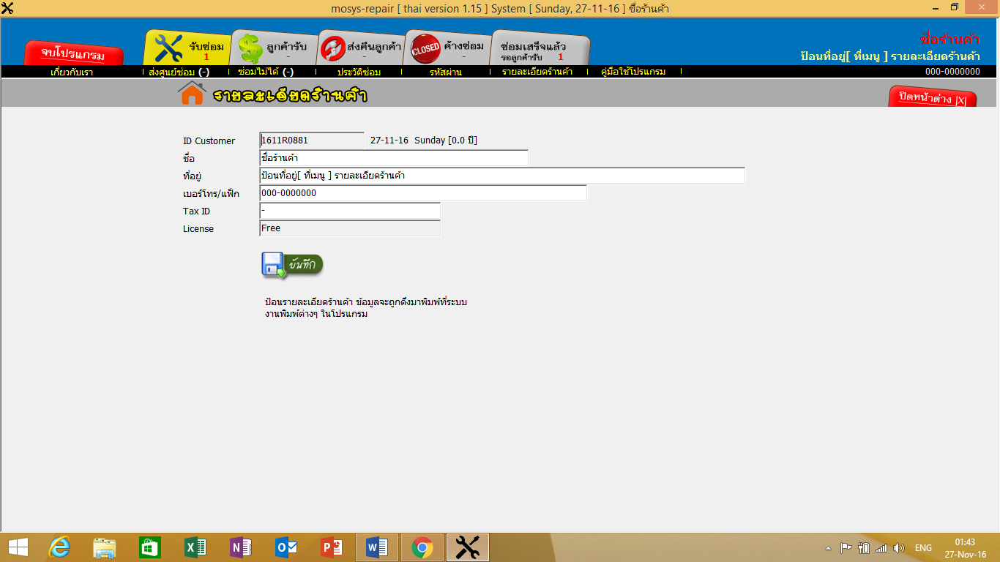 mosys-repair [ thai version 1.15 ] System [ Sunday, 27-11-16 ] ชื่อร้านค้า
จบโปรแกรม
รับซ่อม
1
ลูกค้ารับ
-
ส่งคืนลูกค้า
-
CLOSED
ค้างซ่อม
-
ซ่อมเสร็จแล้ว
รอลูกค้ารับ 1
ชื่อร้านค้า
ป้อนที่อยู่[ ที่เมนู ] รายละเอียดร้านค้า
เกี่ยวกับเรา ส่งศูนย์ซ่อม (-) ซ่อมไม่ได้ (-) ประวัติซ่อม รหัสผ่าน รายละเอียดร้านค้า คู่มือใช้โปรแกรม 000-0000000
รายละเอียดร้านค้า
ปิดหน้าต่าง |X|
ID Customer 1611R0881 27-11-16 Sunday [0.0 ปี]
ชื่อ ชื่อร้านค้า
ที่อยู่ ป้อนที่อยู่[ ที่เมนู ] รายละเอียดร้านค้า
เบอร์โทร/แฟ็ก 000-0000000
Tax ID -
License Free
บันทึก
ป้อนรายละเอียดร้านค้า ข้อมูลจะถูกดึงมาพิมพ์ที่ระบบ
งานพิมพ์ต่างๆ ในโปรแกรม
ENG
01:43
27-Nov-16